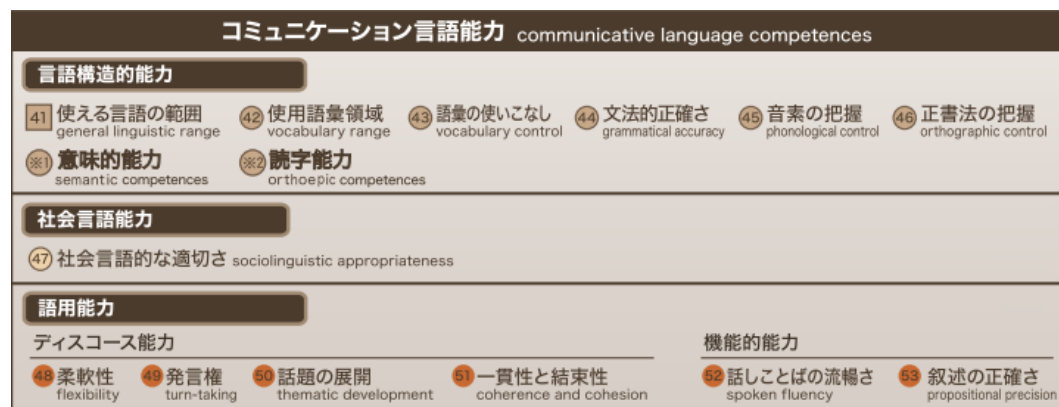 コミュニケーション言語能力 communicative language competences
言語構造的能力
41 使える言語の範囲 42 使用語彙領域 43 語彙の使いこなし 44 文法的正確さ 45 音素の把握 46 正書法の把握
general linguistic range vocabulary range vocabulary control grammatical accuracy phonological control orthographic control
※1 意味的能力 ※2 読字能力
semantic competences orthoepic competences
社会言語能力
47 社会言語的な適切さ sociolinguistic appropriateness
語用能力
ディスコース能力 機能的能力
48 柔軟性 49 発言権 50 話題の展開 51 一貫性と結束性 52 話しことばの流暢さ 53 叙述の正確さ
flexibility turn-taking thematic development coherence and cohesion spoken fluency propositional precision